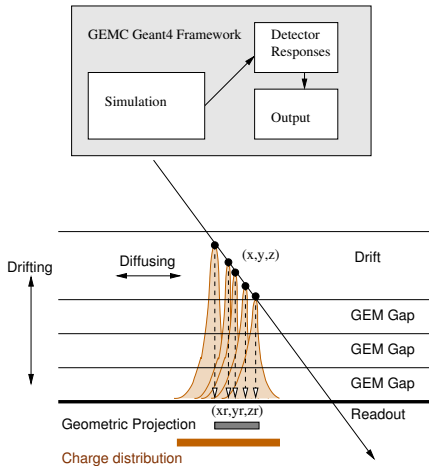 GEMC Geant4 Framework
Detector
Responses
Simulation
Output
(x,y,z)
Drift
Diffusing
Drifting
GEM Gap
GEM Gap
GEM Gap
(xr,yr,zr)
Readout
Geometric Projection
Charge distribution